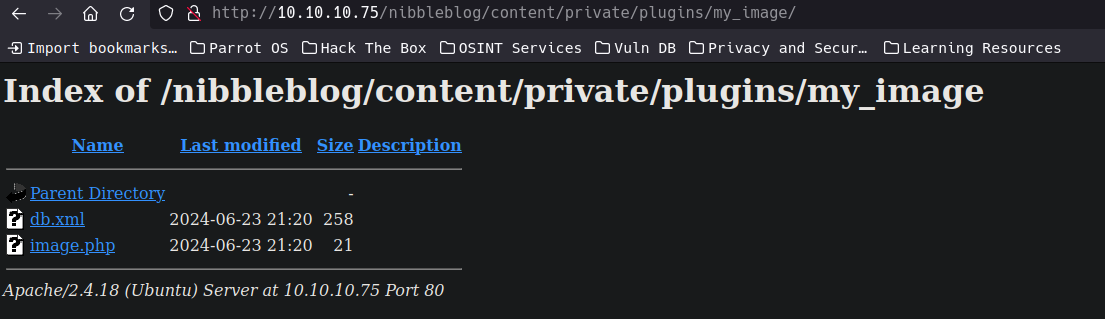 http://10.10.10.75/nibbleblog/content/private/plugins/my_image/
Import bookmarks… Parrot OS Hack The Box OSINT Services Vuln DB Privacy and Secur… Learning Resources
Index of /nibbleblog/content/private/plugins/my_image
Name Last modified Size Description
Parent Directory -
db.xml 2024-06-23 21:20 258
image.php 2024-06-23 21:20 21
Apache/2.4.18 (Ubuntu) Server at 10.10.10.75 Port 80